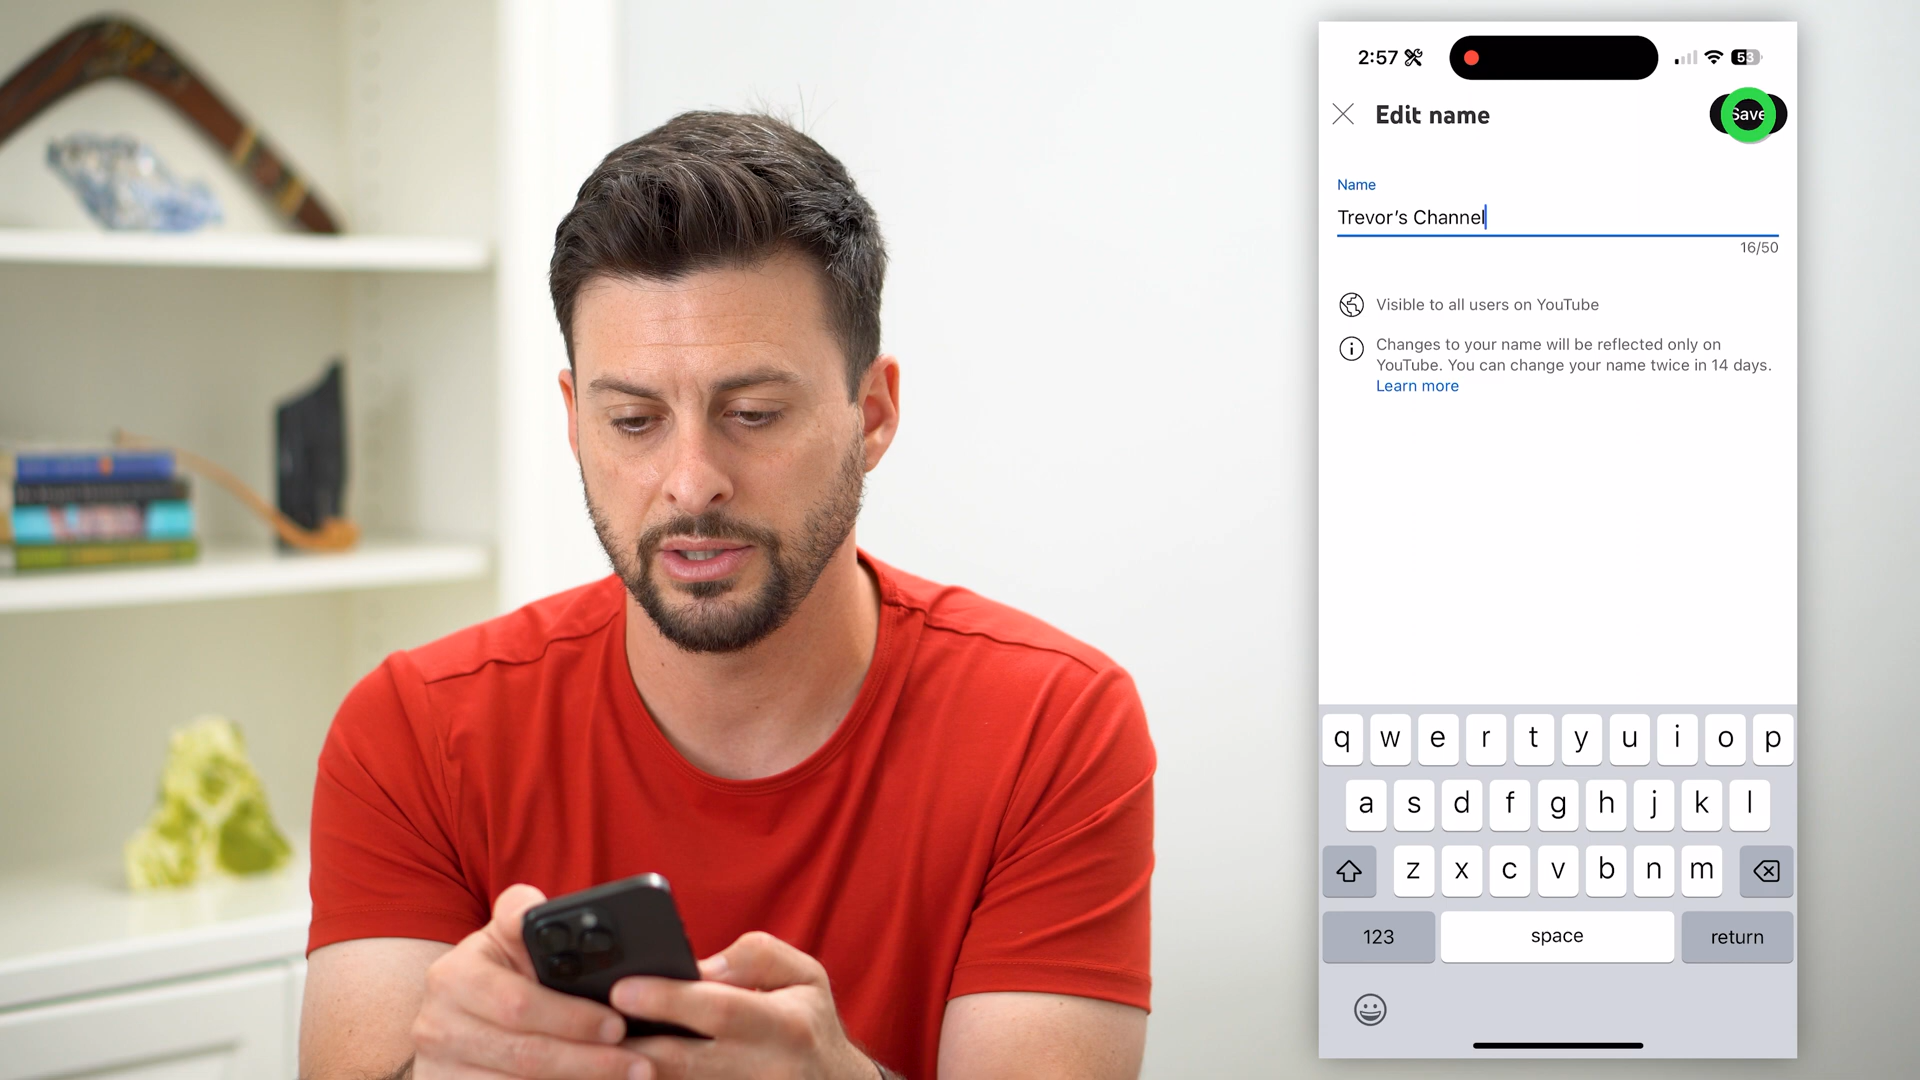 2:57
53
Edit name
Save
Name
Trevor’s Channel
16/50
Visible to all users on YouTube
Changes to your name will be reflected only on
YouTube. You can change your name twice in 14 days.
Learn more
q w e r t y u i o p
a s d f g h j k l
z x c v b n m
123 space return